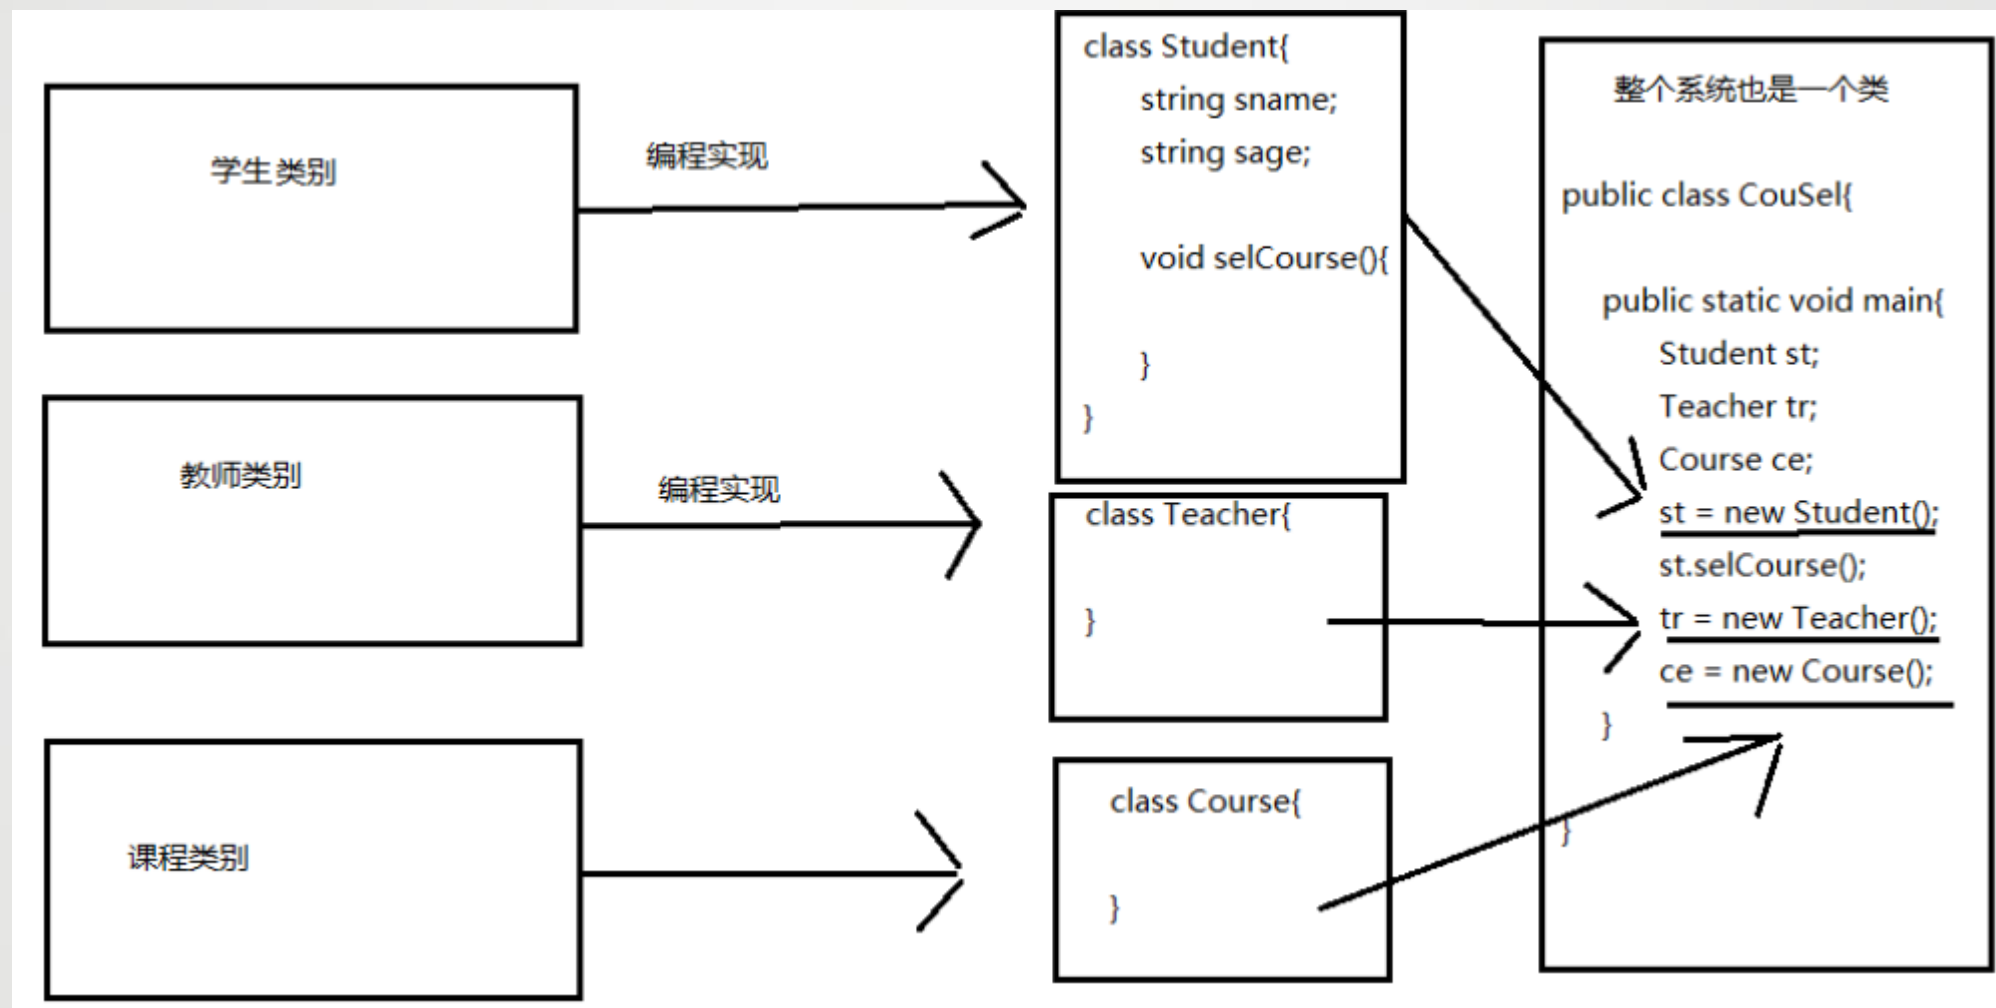 学生类别
编程实现
class Student{
string sname;
string sage;
void selCourse(){
}
}
教师类别
编程实现
class Teacher{
}
课程类别
class Course{
}
整个系统也是一个类
public class CouSel{
public static void main{
Student st;
Teacher tr;
Course ce;
st = new Student();
st.selCourse();
tr = new Teacher();
ce = new Course();
}
}